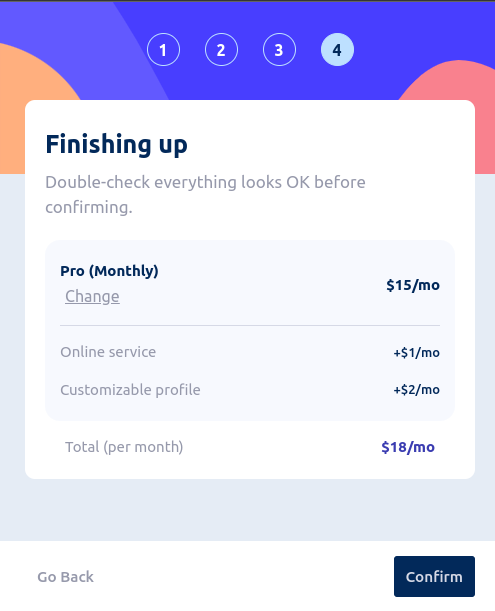 1 2 3 4
Finishing up
Double-check everything looks OK before
confirming.
Pro (Monthly)
Change
$15/mo
Online service +$1/mo
Customizable profile +$2/mo
Total (per month) $18/mo
Go Back Confirm